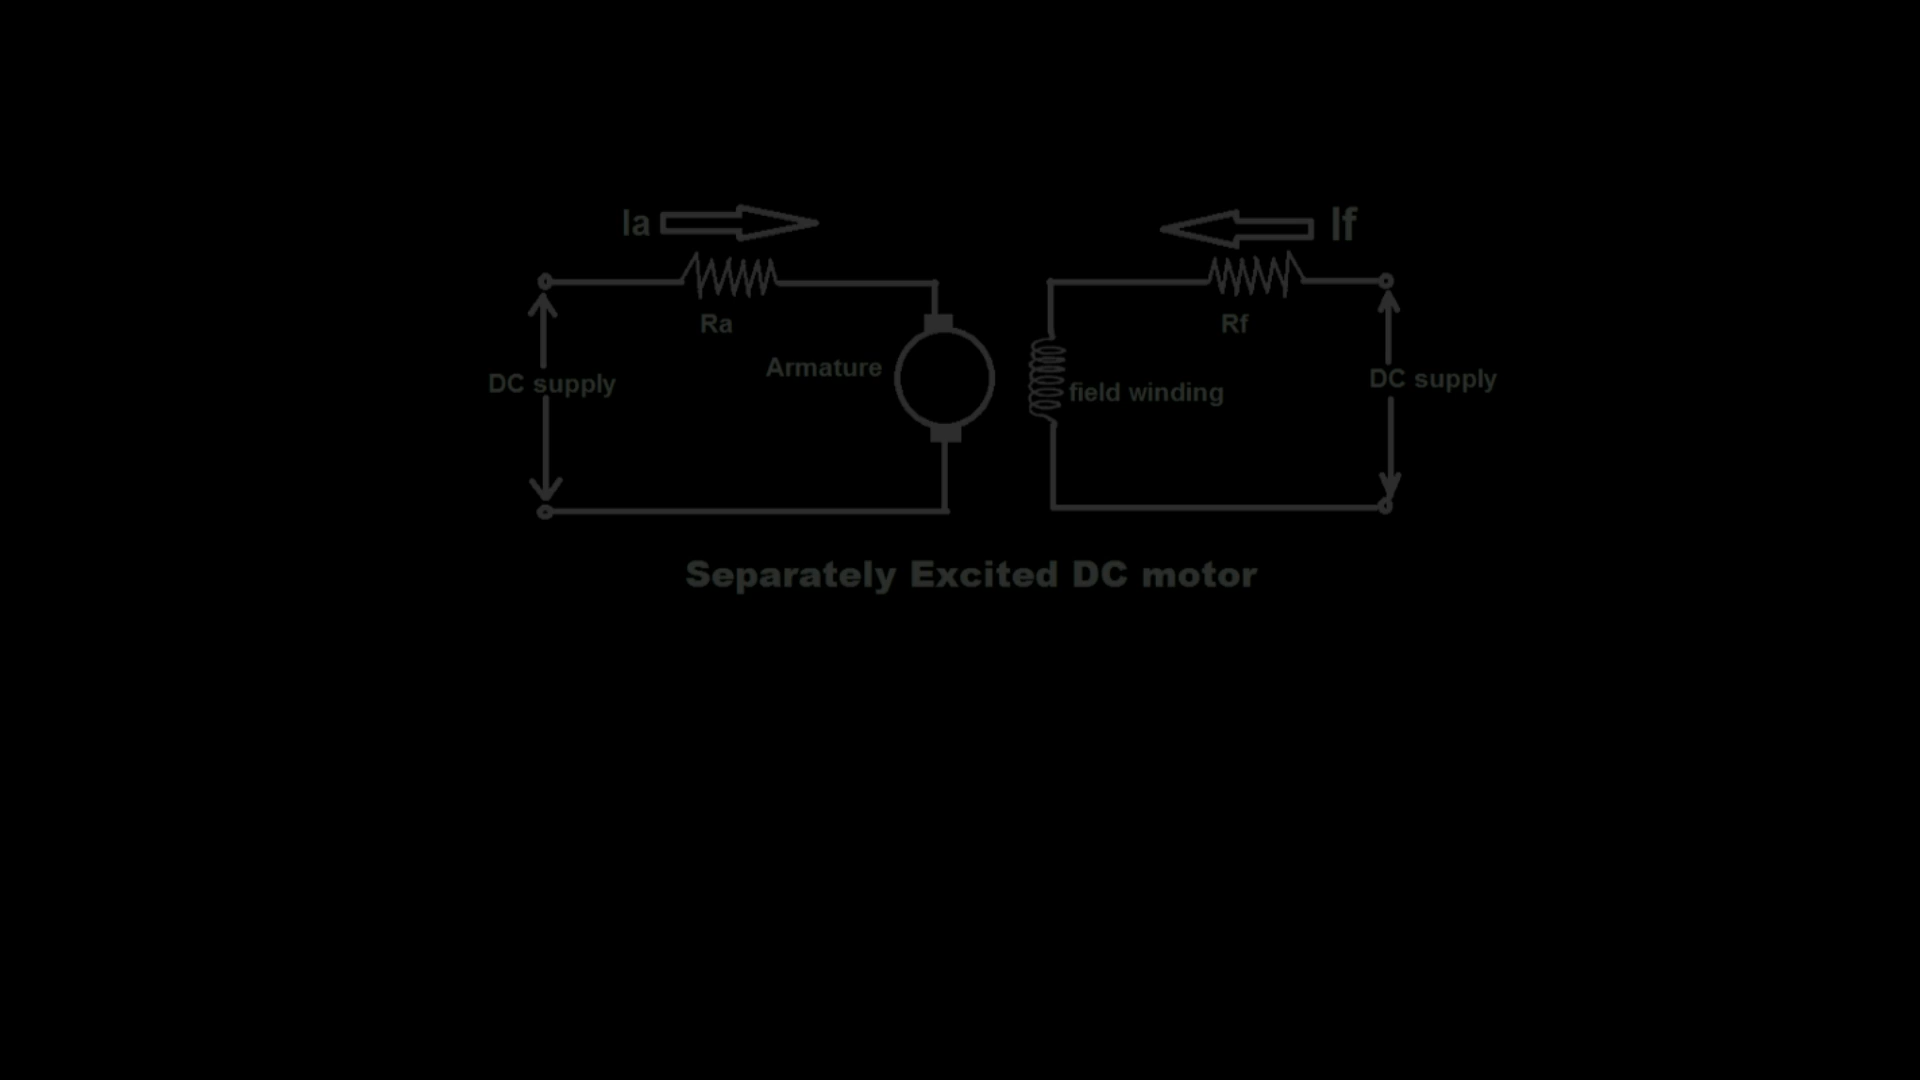 Ia
If
Ra
Rf
Armature
DC supply
field winding
DC supply
Separately Excited DC motor